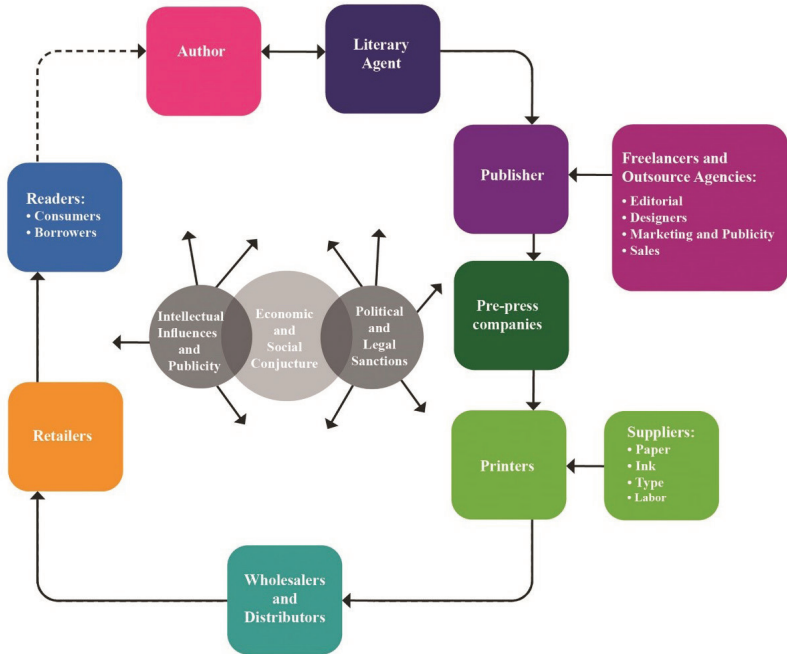 Author
Literary
Agent
Publisher
Freelancers and
Outsource Agencies:
• Editorial
• Designers
• Marketing and Publicity
• Sales
Readers:
• Consumers
• Borrowers
Intellectual
Influences
and
Publicity
Economic
and
Social
Conjucture
Political
and
Legal
Sanctions
Pre-press
companies
Retailers
Printers
Suppliers:
• Paper
• Ink
• Type
• Labor
Wholesalers
and
Distributors